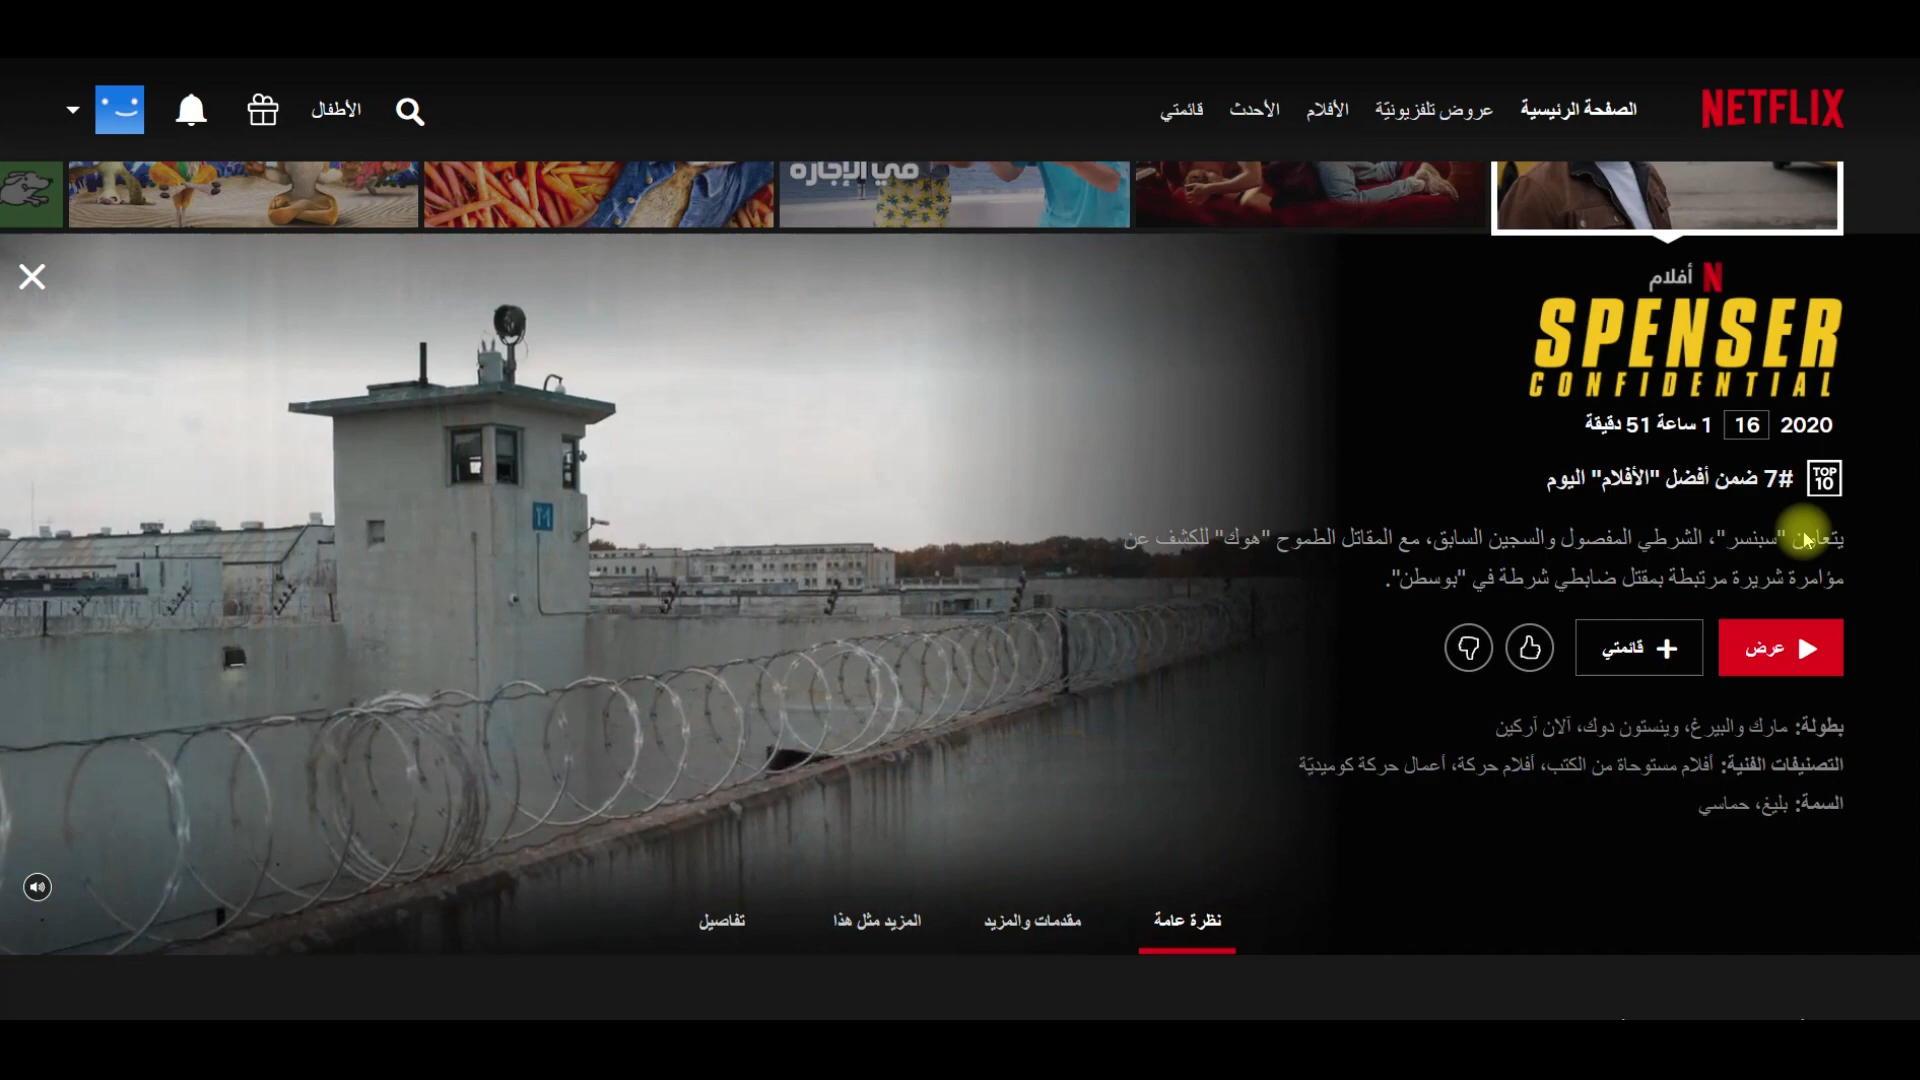 NETFLIX
الصفحة الرئيسية
عروض تلفزيونيّة
الأفلام
الأحدث
قائمتي
الأطفال
في الإجازة
N أفلام
SPENSER
CONFIDENTIAL
2020 16 1 ساعة 51 دقيقة
TOP 10 #7 ضمن أفضل "الأفلام" اليوم
يتعاون "سبنسر"، الشرطي المفصول والسجين السابق، مع المقاتل الطموح "هوك" للكشف عن
مؤامرة شريرة مرتبطة بمقتل ضابطي شرطة في "بوسطن".
عرض
قائمتي
بطولة: مارك والبيرغ، وينستون دوك، آلان آركين
التصنيفات الفنية: أفلام مستوحاة من الكتب، أفلام حركة، أعمال حركة كوميديّة
السمة: بليغ، حماسي
نظرة عامة
مقدمات والمزيد
المزيد مثل هذا
تفاصيل